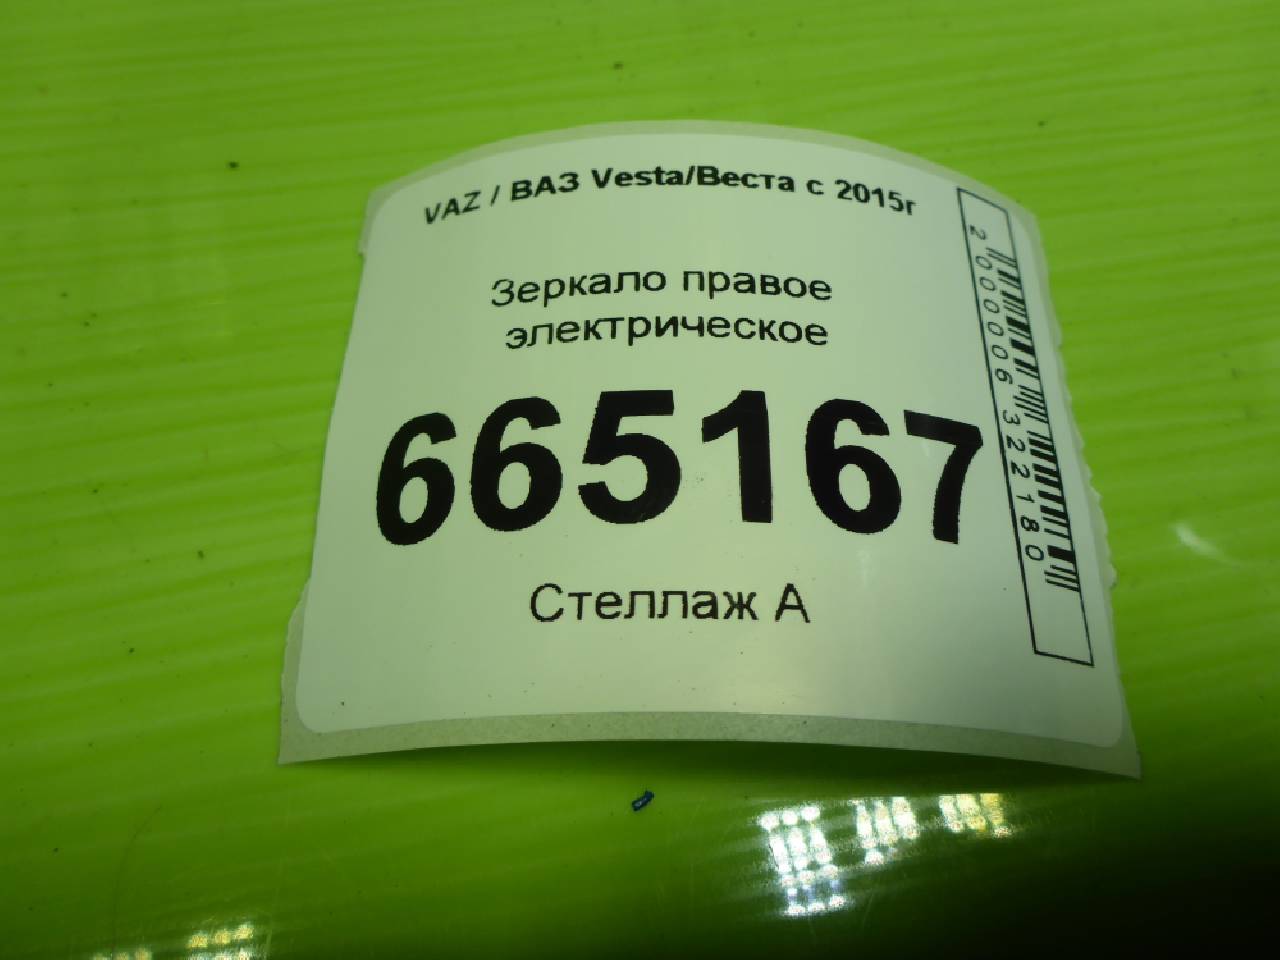 VAZ / ВАЗ Vesta/Веста с 2015г
Зеркало правое
электрическое
665167
Стеллаж А
2000006322180